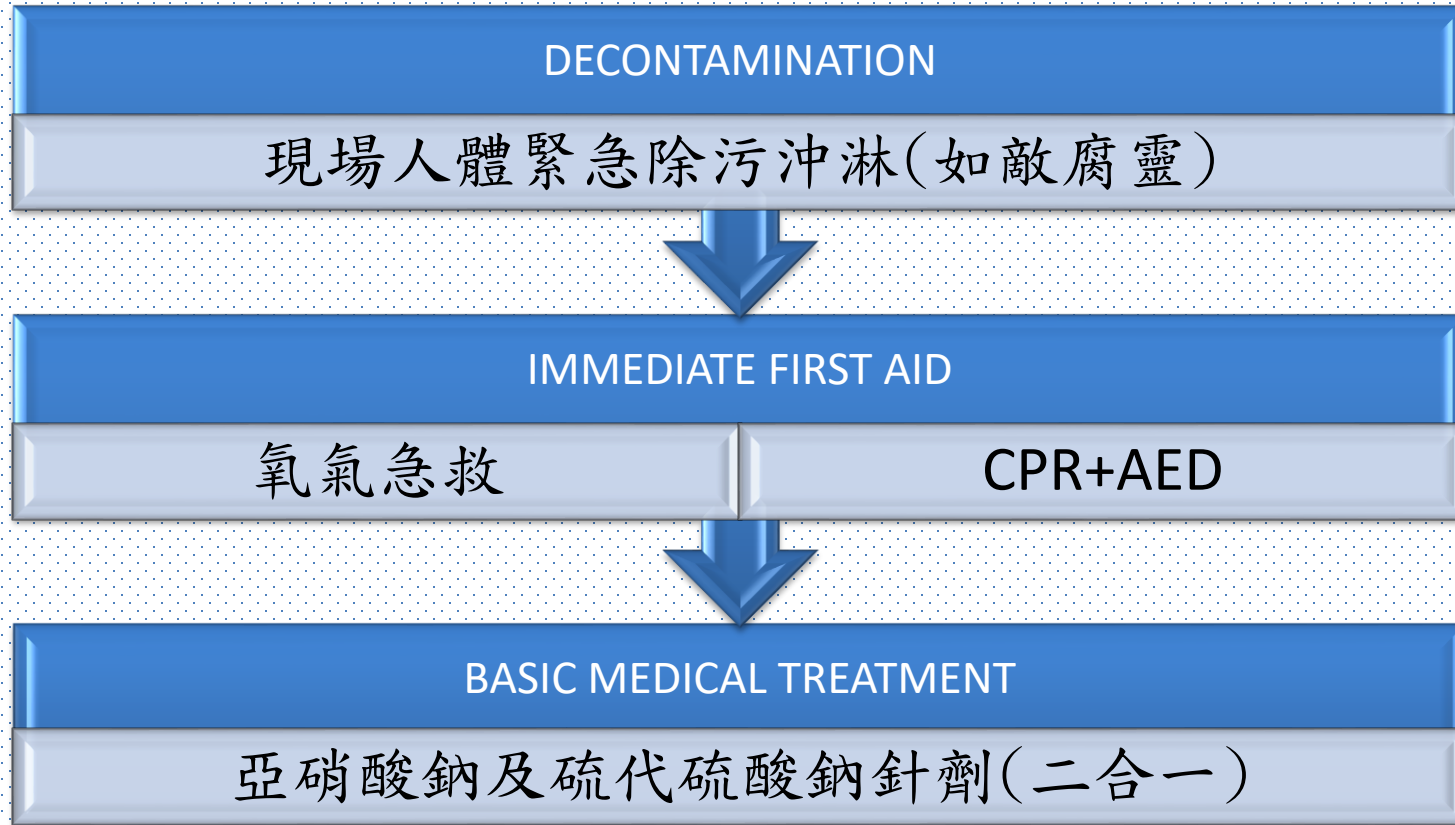 DECONTAMINATION
現場人體緊急除污沖淋(如敵腐靈)
IMMEDIATE FIRST AID
氧氣急救
CPR+AED
BASIC MEDICAL TREATMENT
亞硝酸鈉及硫代硫酸鈉針劑(二合一)